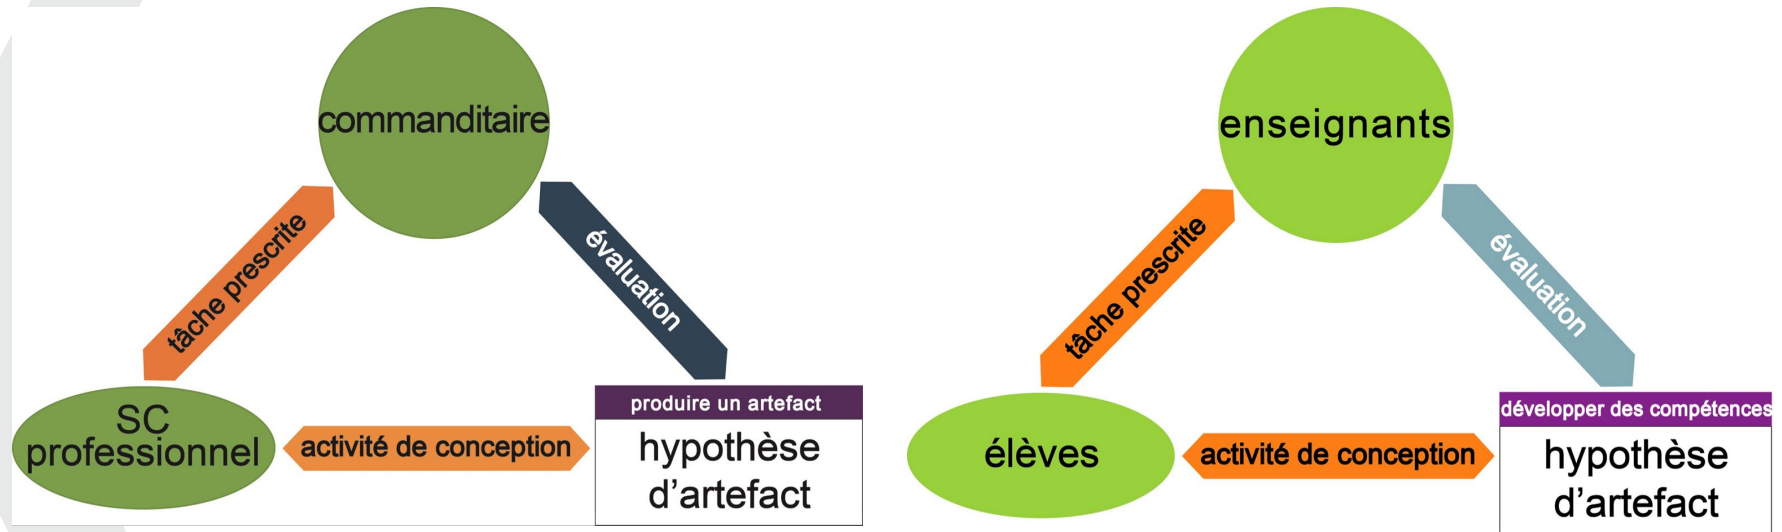 commanditaire
tâche prescrite
évaluation
SC
professionnel
activité de conception
produire un artefact
hypothèse
d'artefact
enseignants
tâche prescrite
évaluation
élèves
activité de conception
développer des compétences
hypothèse
d'artefact